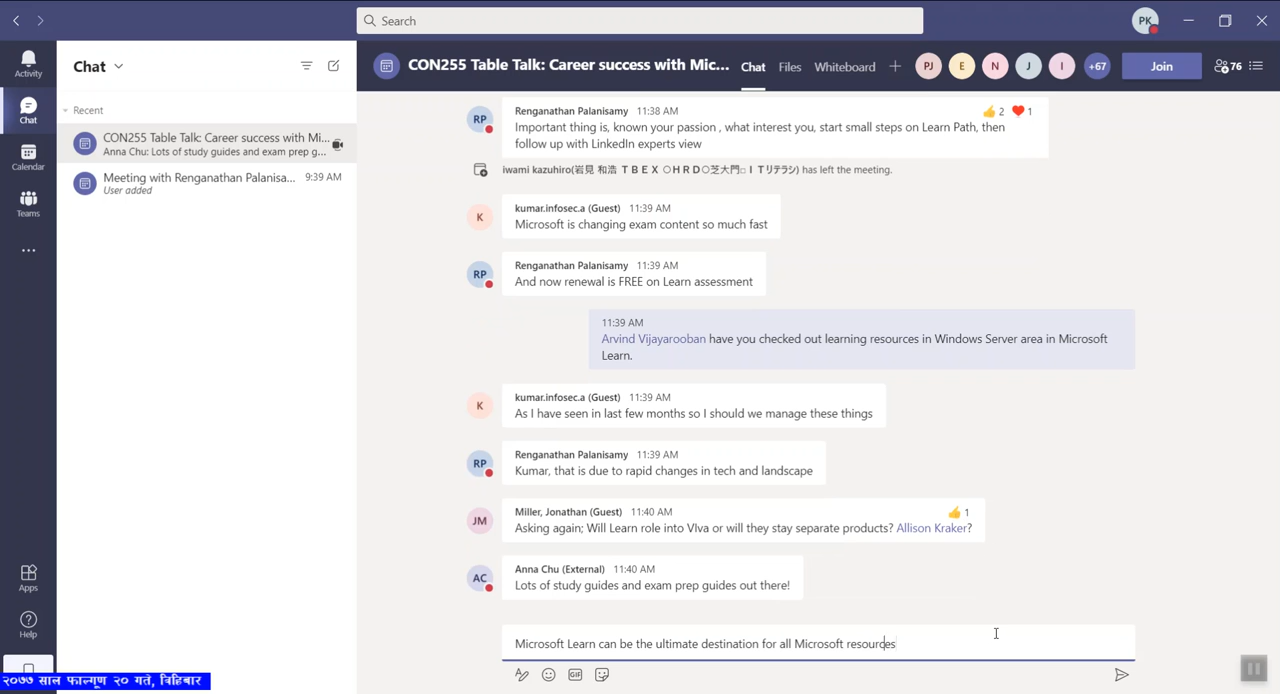 Search
PK
Activity
Chat
Calendar
Teams
Apps
Help
Chat
Recent
CON255 Table Talk: Career success with Mi...
Anna Chu: Lots of study guides and exam prep g...
Meeting with Renganathan Palanisa...
9:39 AM
User added
CON255 Table Talk: Career success with Mic...
Chat
Files
Whiteboard
PJ
E
N
J
I
+67
Join
76
RP
Renganathan Palanisamy 11:38 AM
2
1
Important thing is, known your passion , what interest you, start small steps on Learn Path, then
follow up with LinkedIn experts view
iwami kazuhiro(岩見 和浩 ＴＢＥＸ ○ＨＲＤ○芝大門□ＩＴリテラシ) has left the meeting.
K
kumar.infosec.a (Guest) 11:39 AM
Microsoft is changing exam content so much fast
RP
Renganathan Palanisamy 11:39 AM
And now renewal is FREE on Learn assessment
11:39 AM
Arvind Vijayarooban have you checked out learning resources in Windows Server area in Microsoft
Learn.
K
kumar.infosec.a (Guest) 11:39 AM
As I have seen in last few months so I should we manage these things
RP
Renganathan Palanisamy 11:39 AM
Kumar, that is due to rapid changes in tech and landscape
JM
Miller, Jonathan (Guest) 11:40 AM
1
Asking again; Will Learn role into VIva or will they stay separate products? Allison Kraker?
AC
Anna Chu (External) 11:40 AM
Lots of study guides and exam prep guides out there!
Microsoft Learn can be the ultimate destination for all Microsoft resources
GIF
२०७७ साल फाल्गूण २० गते, विहिबार